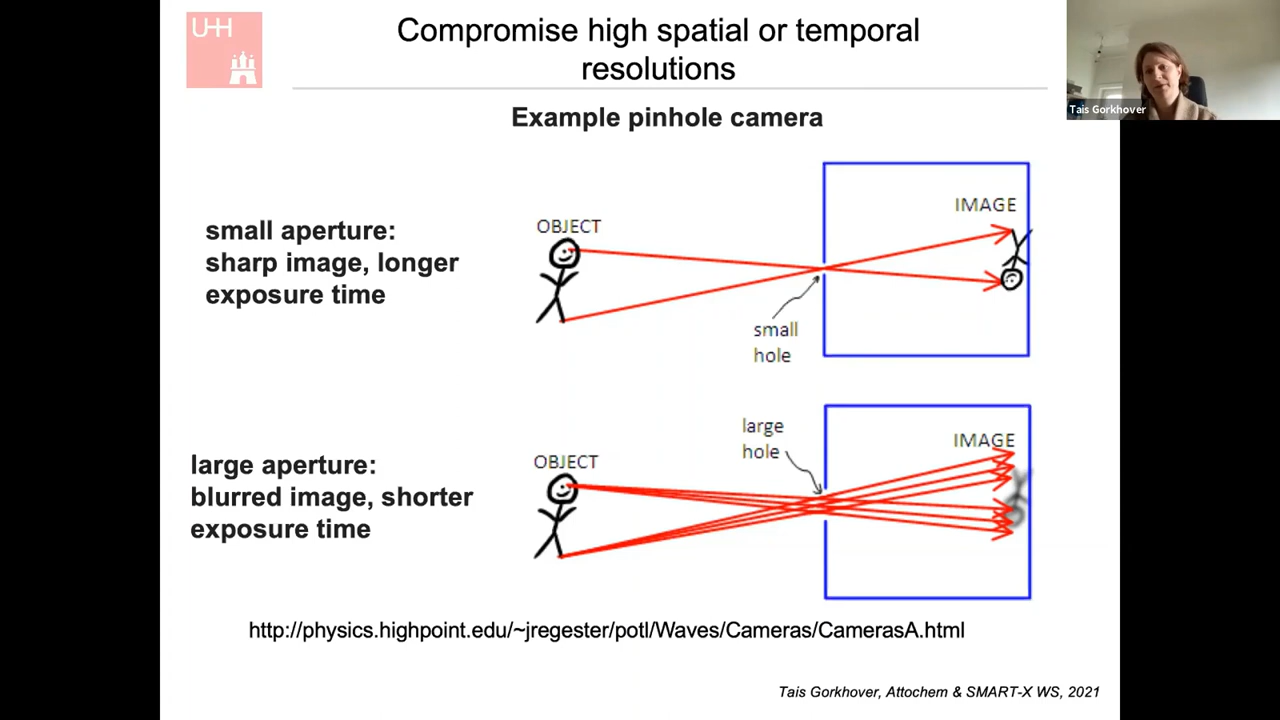 UHH
Compromise high spatial or temporal
resolutions
Example pinhole camera
Tais Gorkhover
small aperture:
sharp image, longer
exposure time
OBJECT
IMAGE
small
hole
large aperture:
blurred image, shorter
exposure time
OBJECT
large
hole
IMAGE
http://physics.highpoint.edu/~jregester/potl/Waves/Cameras/CamerasA.html
Tais Gorkhover, Attochem & SMART-X WS, 2021